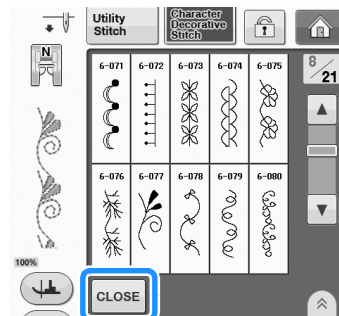 Utility
Stitch
Character
Decorative
Stitch
N
6-071 6-072 6-073 6-074 6-075
8/21
6-076 6-077 6-078 6-079 6-080
100%
CLOSE